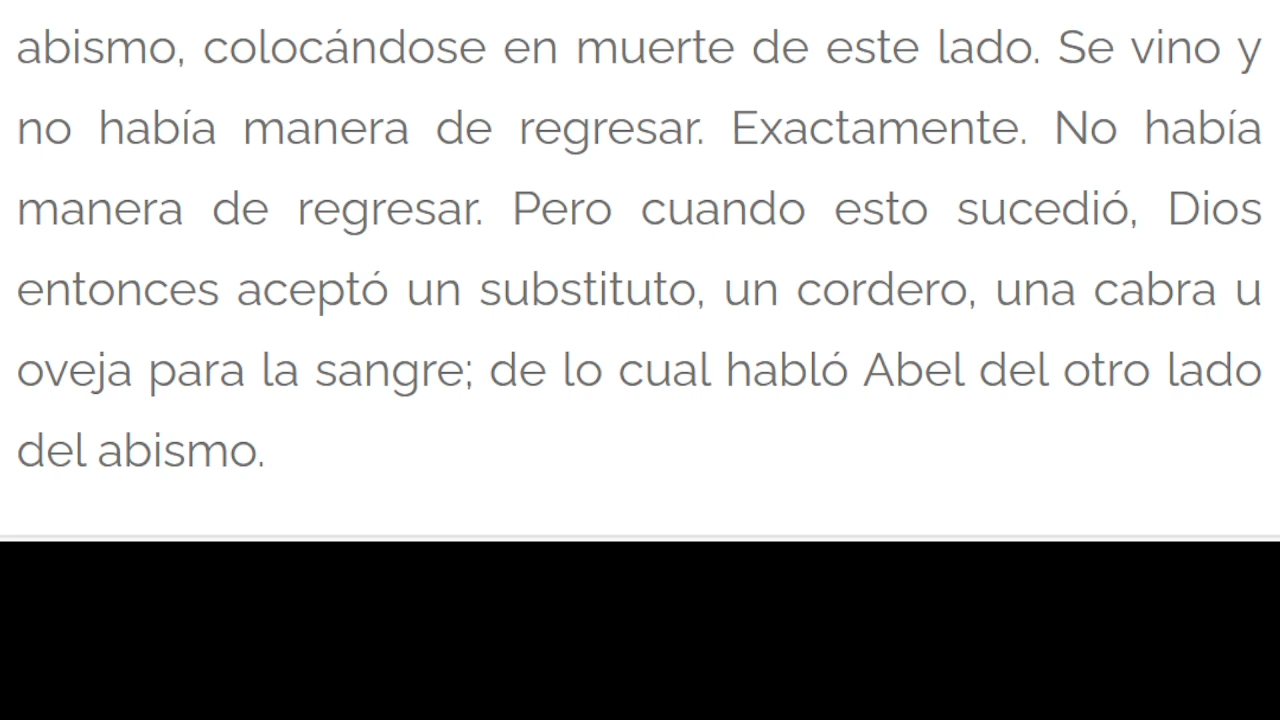 abismo, colocándose en muerte de este lado. Se vino y
no había manera de regresar. Exactamente. No había
manera de regresar. Pero cuando esto sucedió, Dios
entonces aceptó un substituto, un cordero, una cabra u
oveja para la sangre; de lo cual habló Abel del otro lado
del abismo.